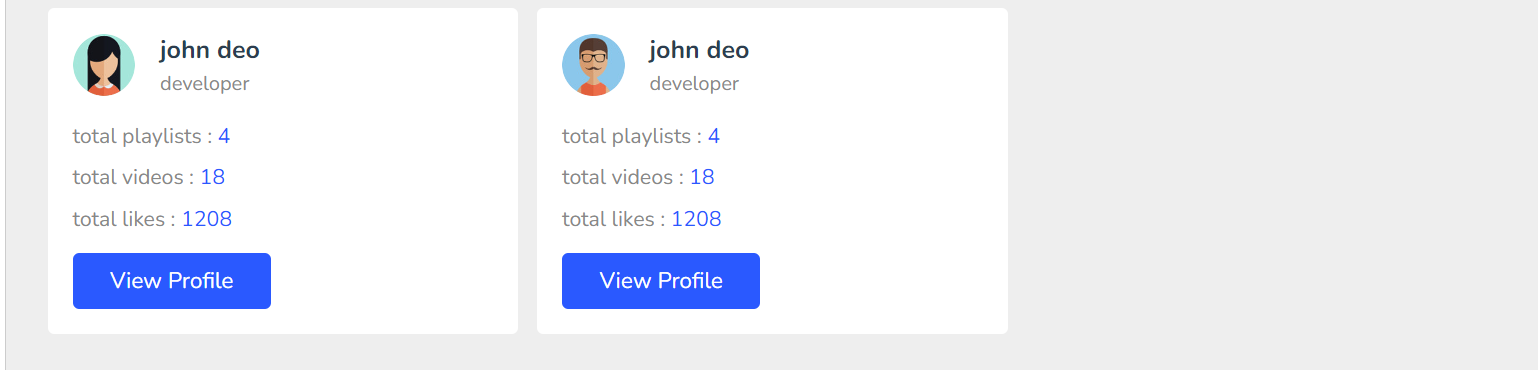 john deo
developer
total playlists : 4
total videos : 18
total likes : 1208
View Profile
john deo
developer
total playlists : 4
total videos : 18
total likes : 1208
View Profile